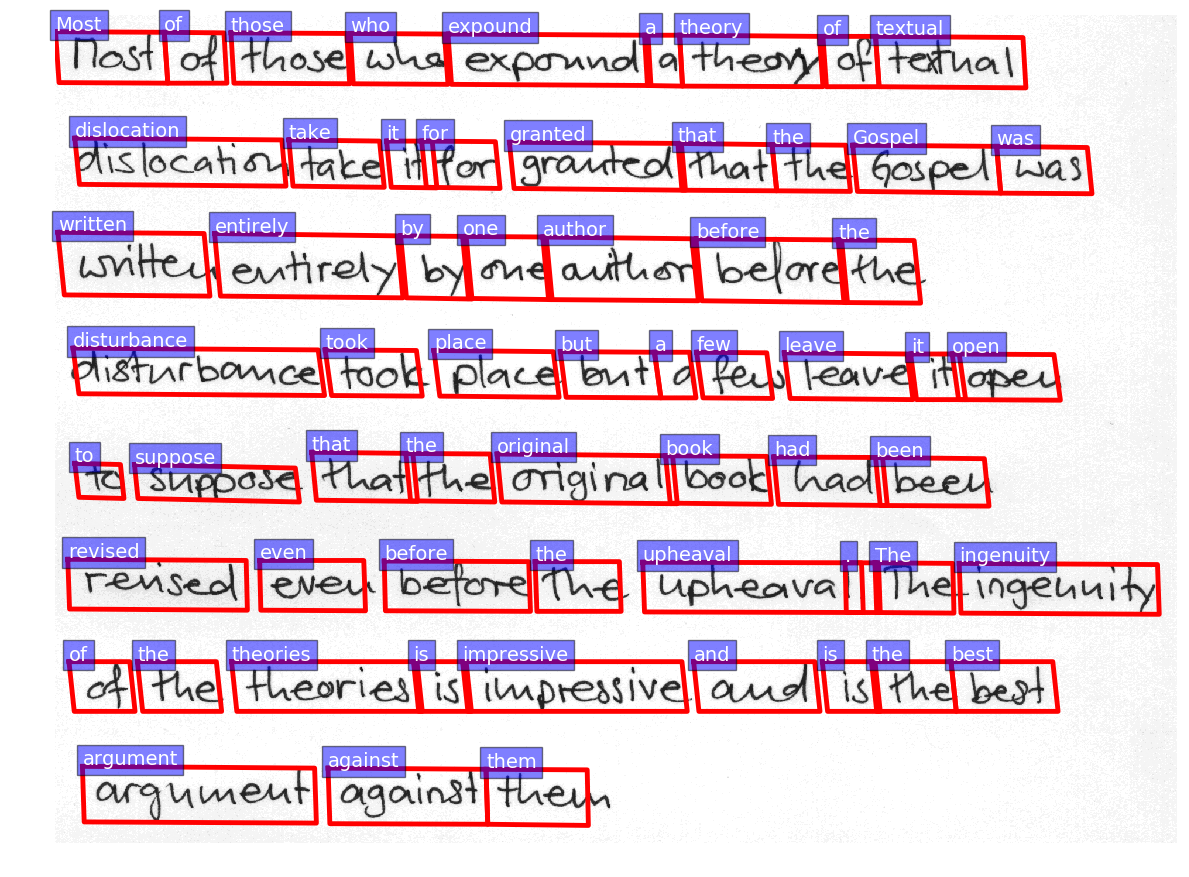 Most of those who expound a theory of textual
dislocation take it for granted that the Gospel was
written entirely by one author before the
disturbance took place but a few leave it open
to suppose that the original book had been
revised even before the upheaval. The ingenuity
of the theories is impressive and is the best
argument against them